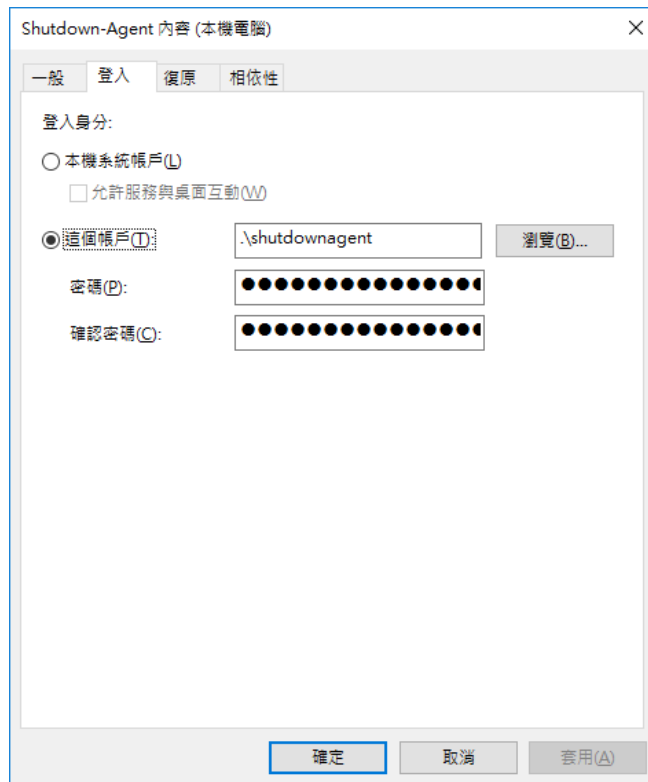 Shutdown-Agent 內容 (本機電腦)
一般 登入 復原 相依性
登入身分:
本機系統帳戶(L)
允許服務與桌面互動(W)
這個帳戶(T): .\shutdownagent 瀏覽(B)...
密碼(P): ●●●●●●●●●●●●●●●
確認密碼(C): ●●●●●●●●●●●●●●●
確定 取消 套用(A)